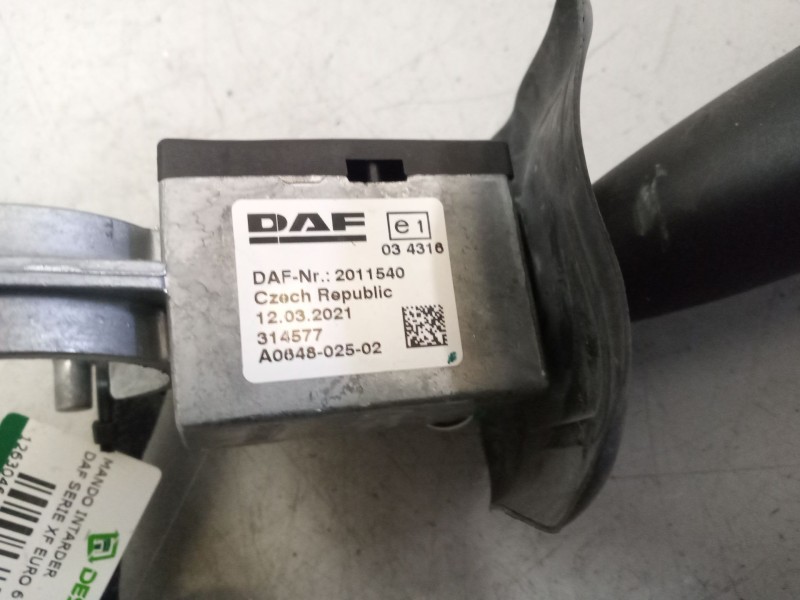 DAF
e1
03 4316
DAF-Nr.: 2011540
Czech Republic
12.03.2021
314577
A0648-025-02
MANDO INTARDER
DAF SERIE XF EURO 6